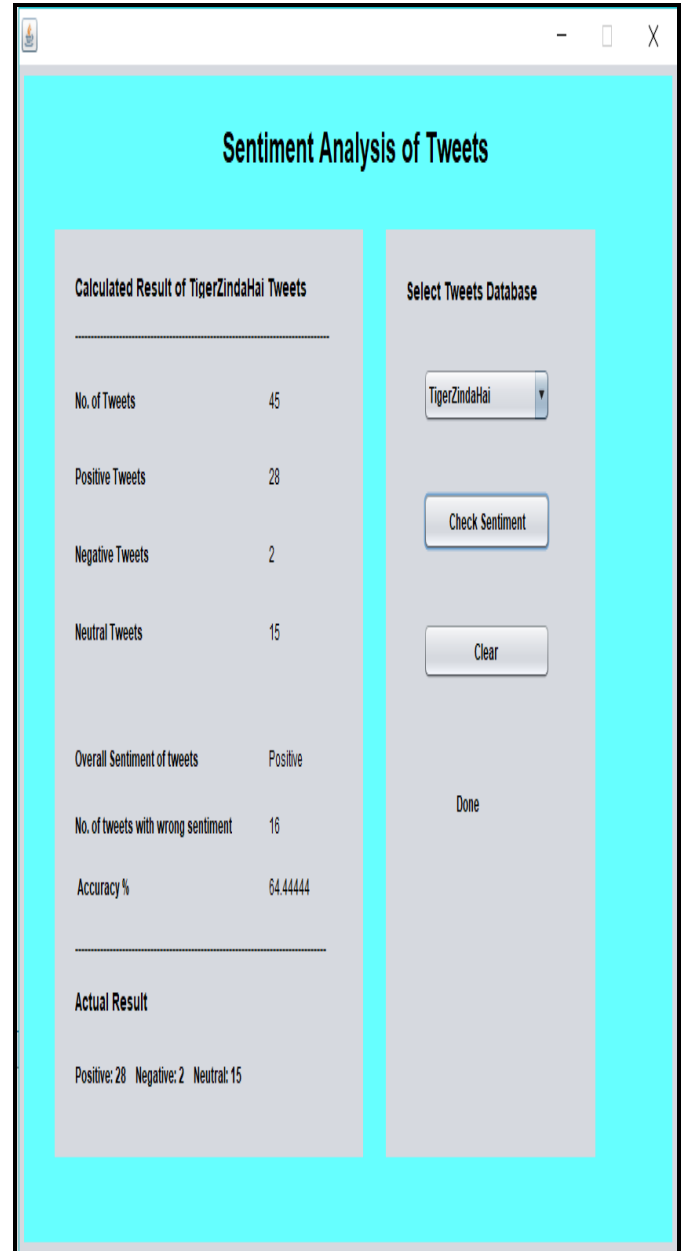 Sentiment Analysis of Tweets
Calculated Result of TigerZindaHai Tweets
--------------------------------------------------------------------------------
No. of Tweets 45
Positive Tweets 28
Negative Tweets 2
Neutral Tweets 15
Overall Sentiment of tweets Positive
No. of tweets with wrong sentiment 16
Accuracy % 64.44444
--------------------------------------------------------------------------------
Actual Result
Positive: 28 Negative: 2 Neutral: 15
Select Tweets Database
TigerZindaHai
Check Sentiment
Clear
Done